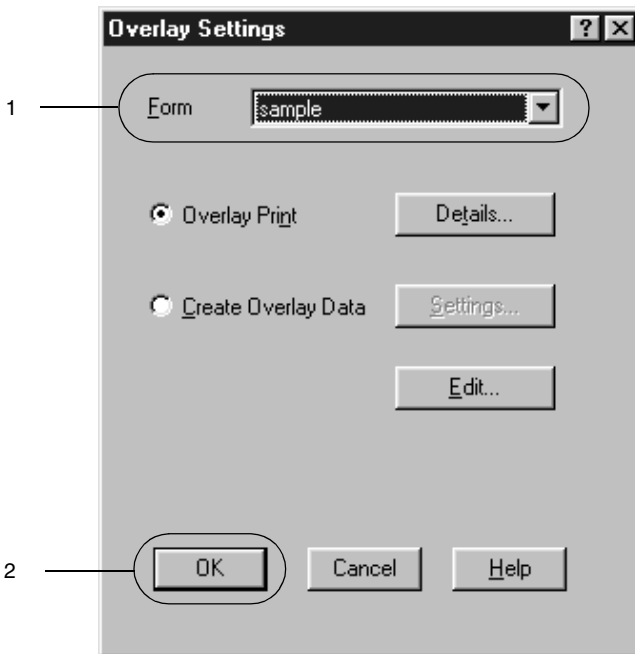 Overlay Settings
1
Form sample
Overlay Print Details...
Create Overlay Data Settings...
Edit...
2
OK Cancel Help